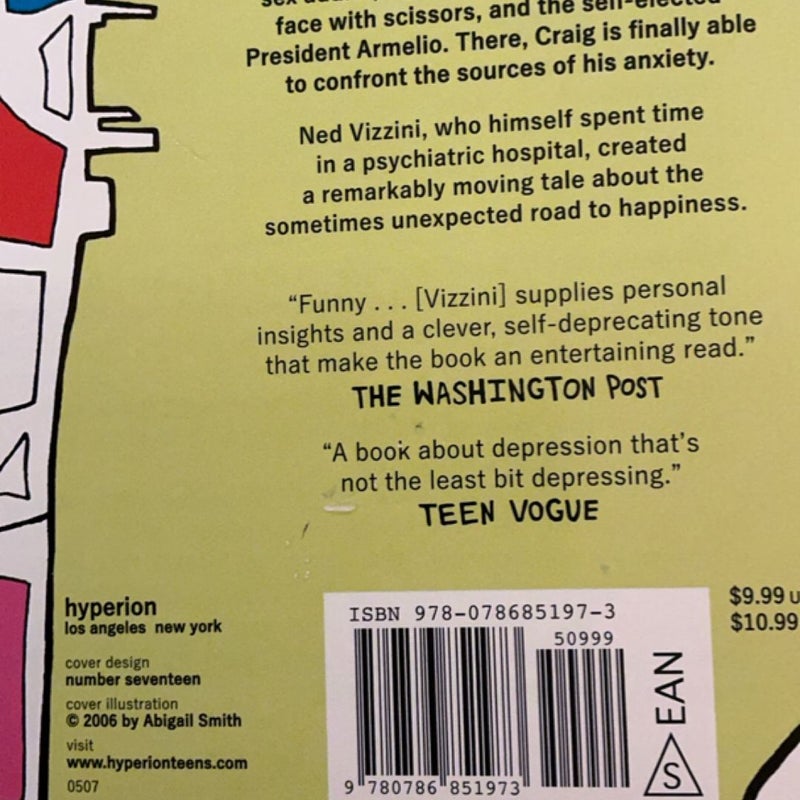 face with scissors, and the self-elected
President Armelio. There, Craig is finally able
to confront the sources of his anxiety.
Ned Vizzini, who himself spent time
in a psychiatric hospital, created
a remarkably moving tale about the
sometimes unexpected road to happiness.
“Funny . . . [Vizzini] supplies personal
insights and a clever, self-deprecating tone
that make the book an entertaining read.”
THE WASHINGTON POST
“A book about depression that’s
not the least bit depressing.”
TEEN VOGUE
hyperion
los angeles new york
cover design
number seventeen
cover illustration
© 2006 by Abigail Smith
visit
www.hyperionteens.com
0507
ISBN 978-078685197-3
50999
9 780786 851973
EAN
S
$9.99 U
$10.99